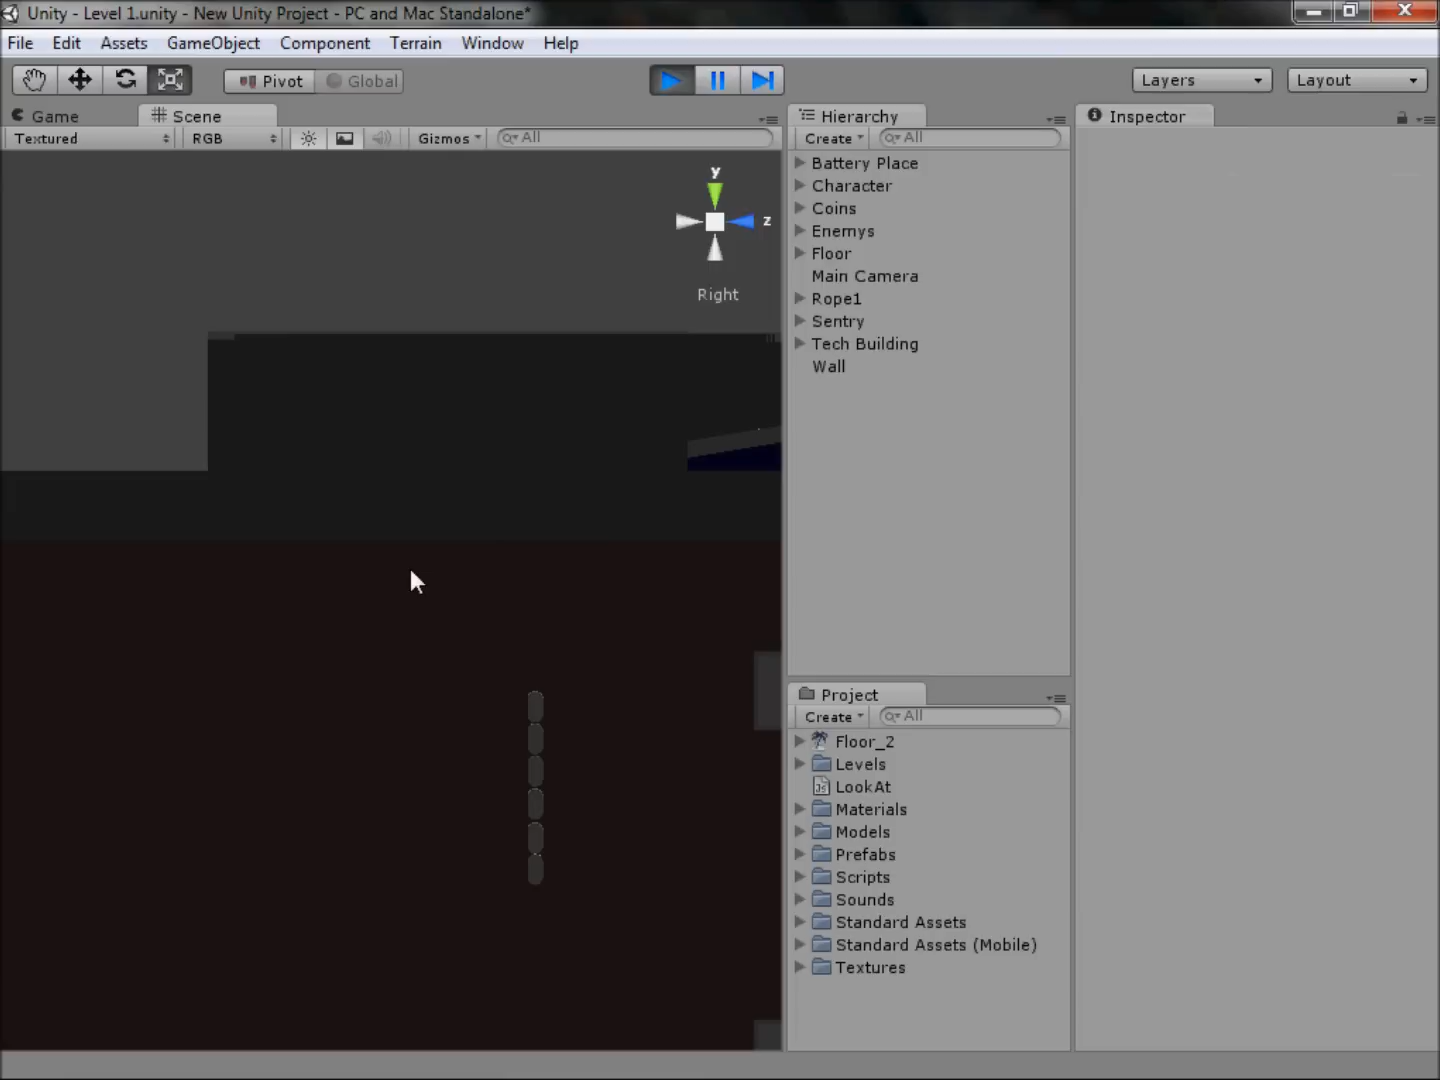 Unity - Level 1.unity - New Unity Project - PC and Mac Standalone*
File Edit Assets GameObject Component Terrain Window Help
Pivot Global Layers Layout
Game Scene Hierarchy Inspector
Textured RGB Gizmos All Create All
y
z
Right
Battery Place
Character
Coins
Enemys
Floor
Main Camera
Rope1
Sentry
Tech Building
Wall
Project
Create All
Floor_2
Levels
LookAt
Materials
Models
Prefabs
Scripts
Sounds
Standard Assets
Standard Assets (Mobile)
Textures